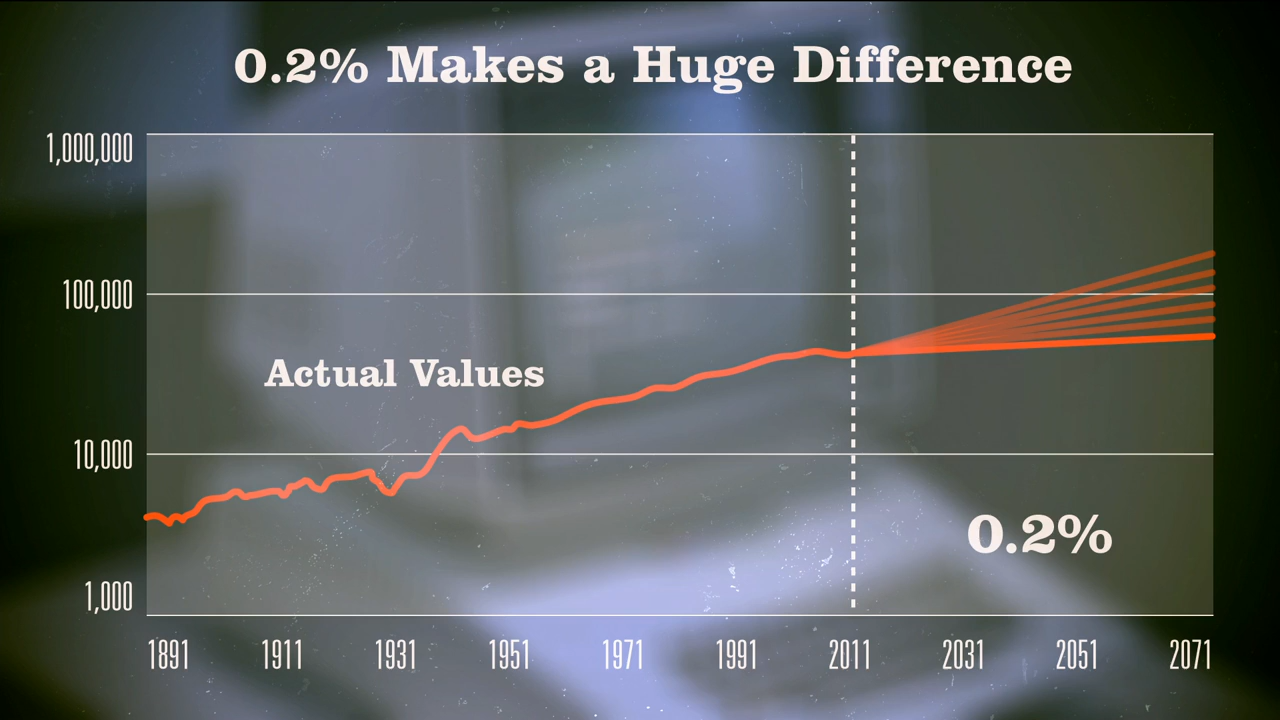 0.2% Makes a Huge Difference
1,000,000
100,000
Actual Values
10,000
0.2%
1,000
1891 1911 1931 1951 1971 1991 2011 2031 2051 2071